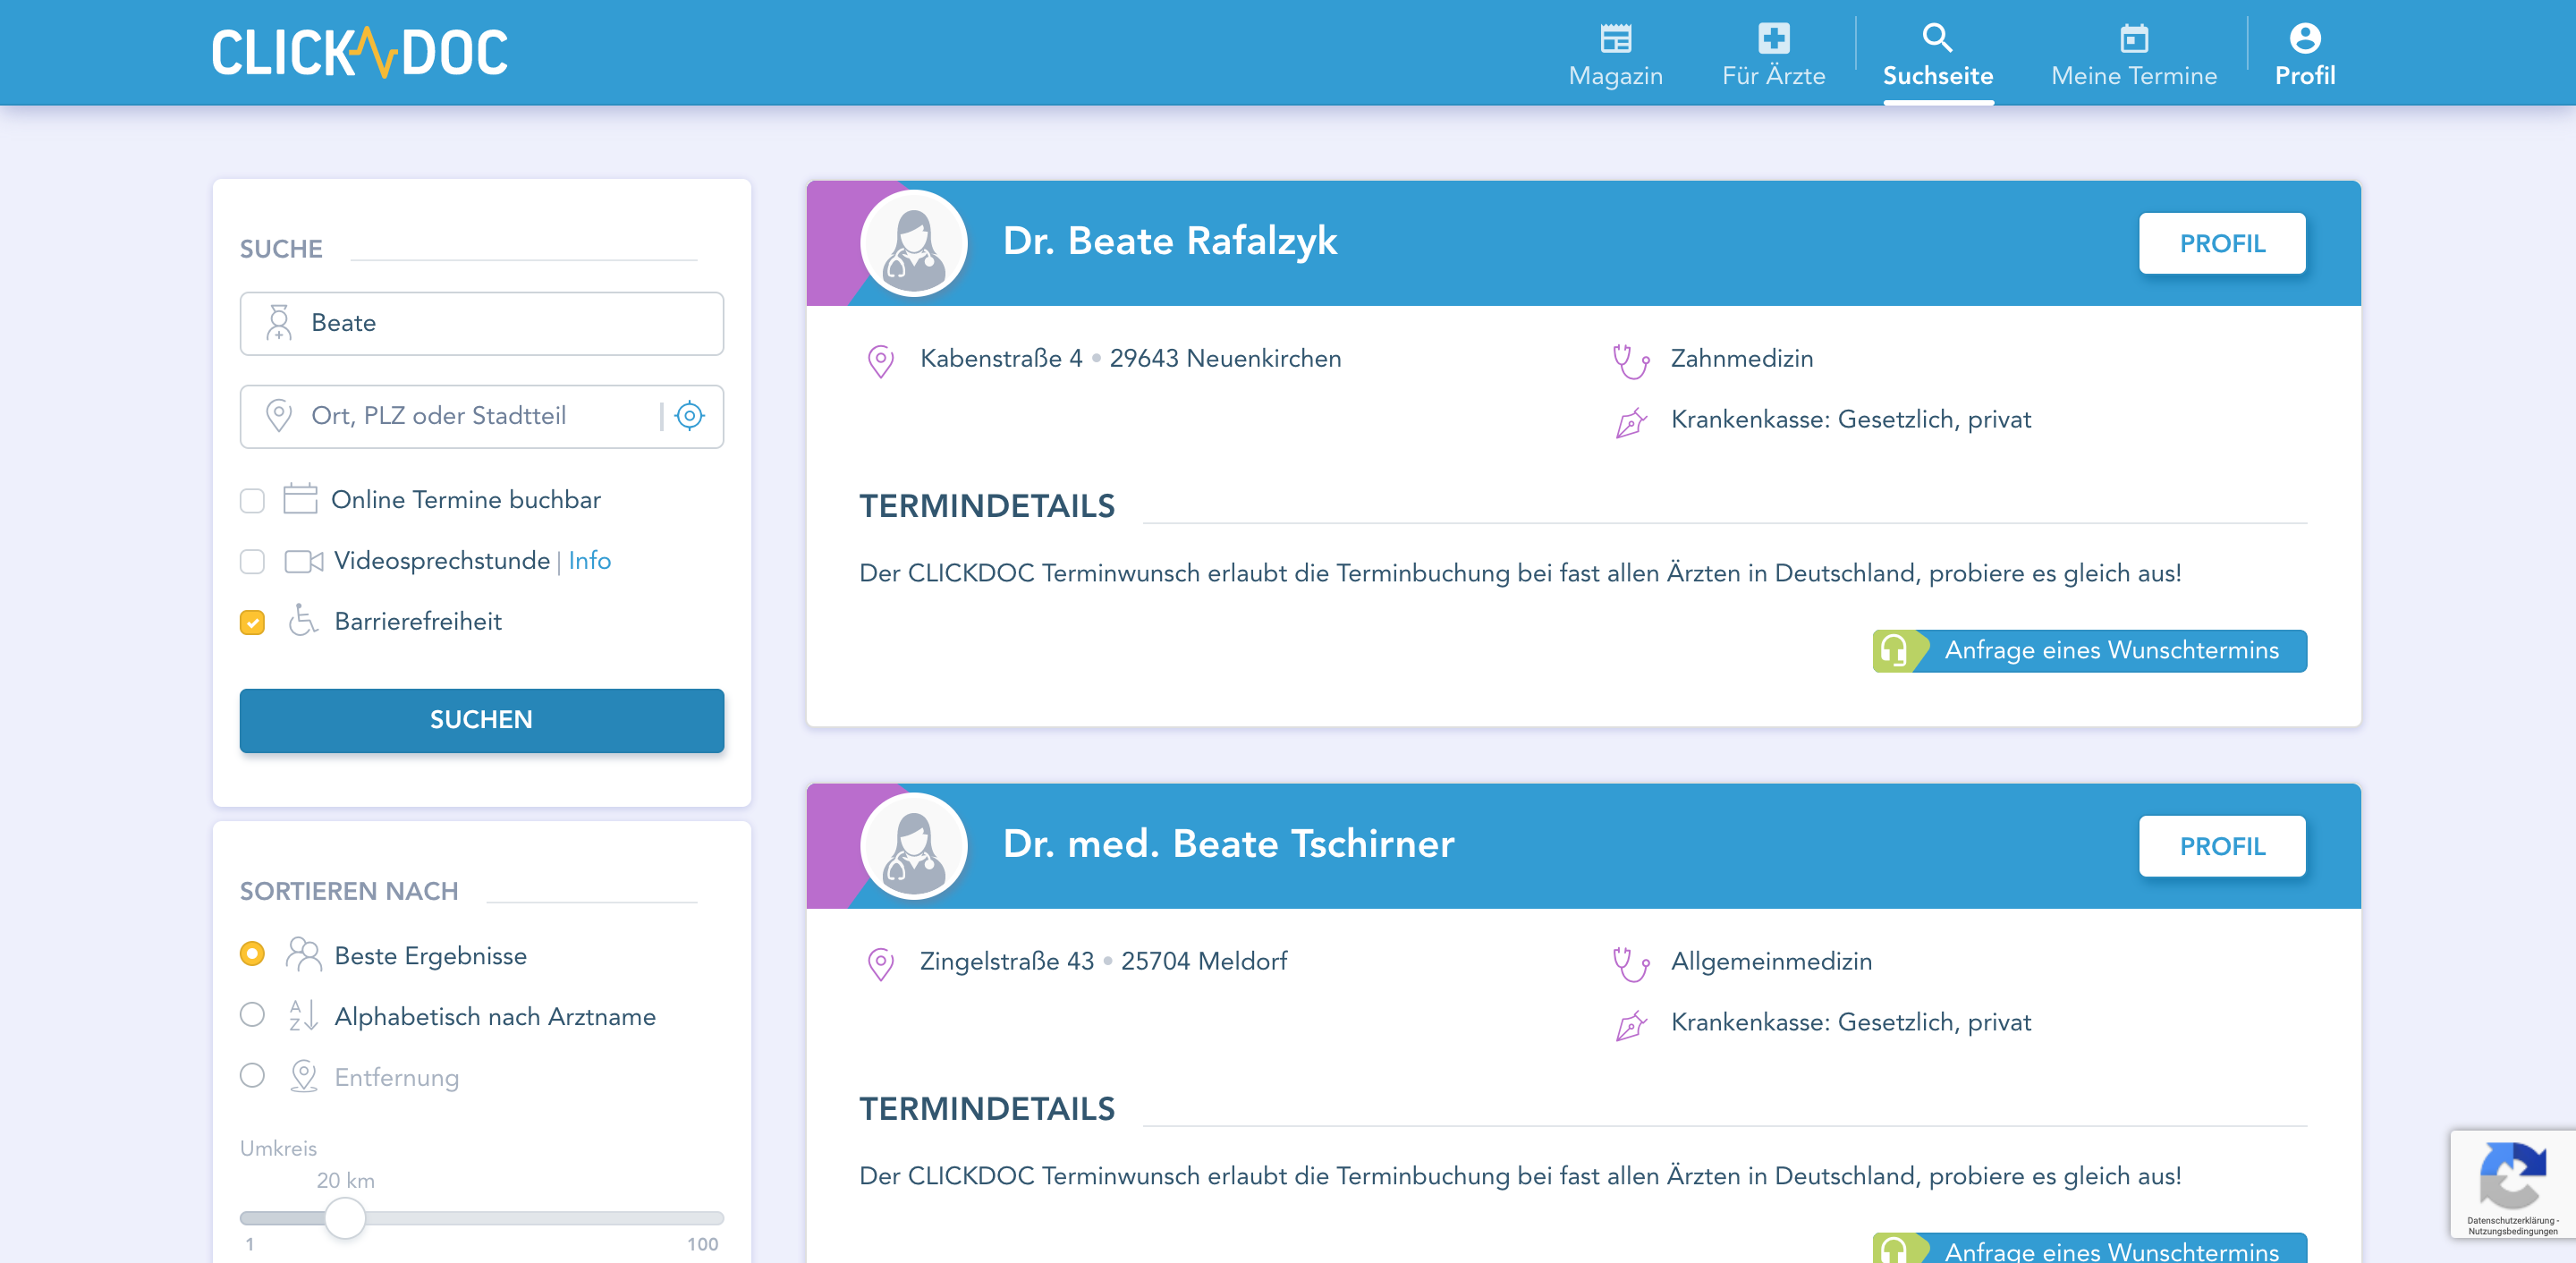 CLICKDOC
Magazin
Für Ärzte
Suchseite
Meine Termine
Profil
SUCHE
Beate
Ort, PLZ oder Stadtteil
Online Termine buchbar
Videosprechstunde | Info
Barrierefreiheit
SUCHEN
SORTIEREN NACH
Beste Ergebnisse
A
Z
Alphabetisch nach Arztname
Entfernung
Umkreis
20 km
1 100
Dr. Beate Rafalzyk
PROFIL
Kabenstraße 4 • 29643 Neuenkirchen
Zahnmedizin
Krankenkasse: Gesetzlich, privat
TERMINDETAILS
Der CLICKDOC Terminwunsch erlaubt die Terminbuchung bei fast allen Ärzten in Deutschland, probiere es gleich aus!
Anfrage eines Wunschtermins
Dr. med. Beate Tschirner
PROFIL
Zingelstraße 43 • 25704 Meldorf
Allgemeinmedizin
Krankenkasse: Gesetzlich, privat
TERMINDETAILS
Der CLICKDOC Terminwunsch erlaubt die Terminbuchung bei fast allen Ärzten in Deutschland, probiere es gleich aus!
Anfrage eines Wunschtermins
Datenschutzerklärung -
Nutzungsbedingungen